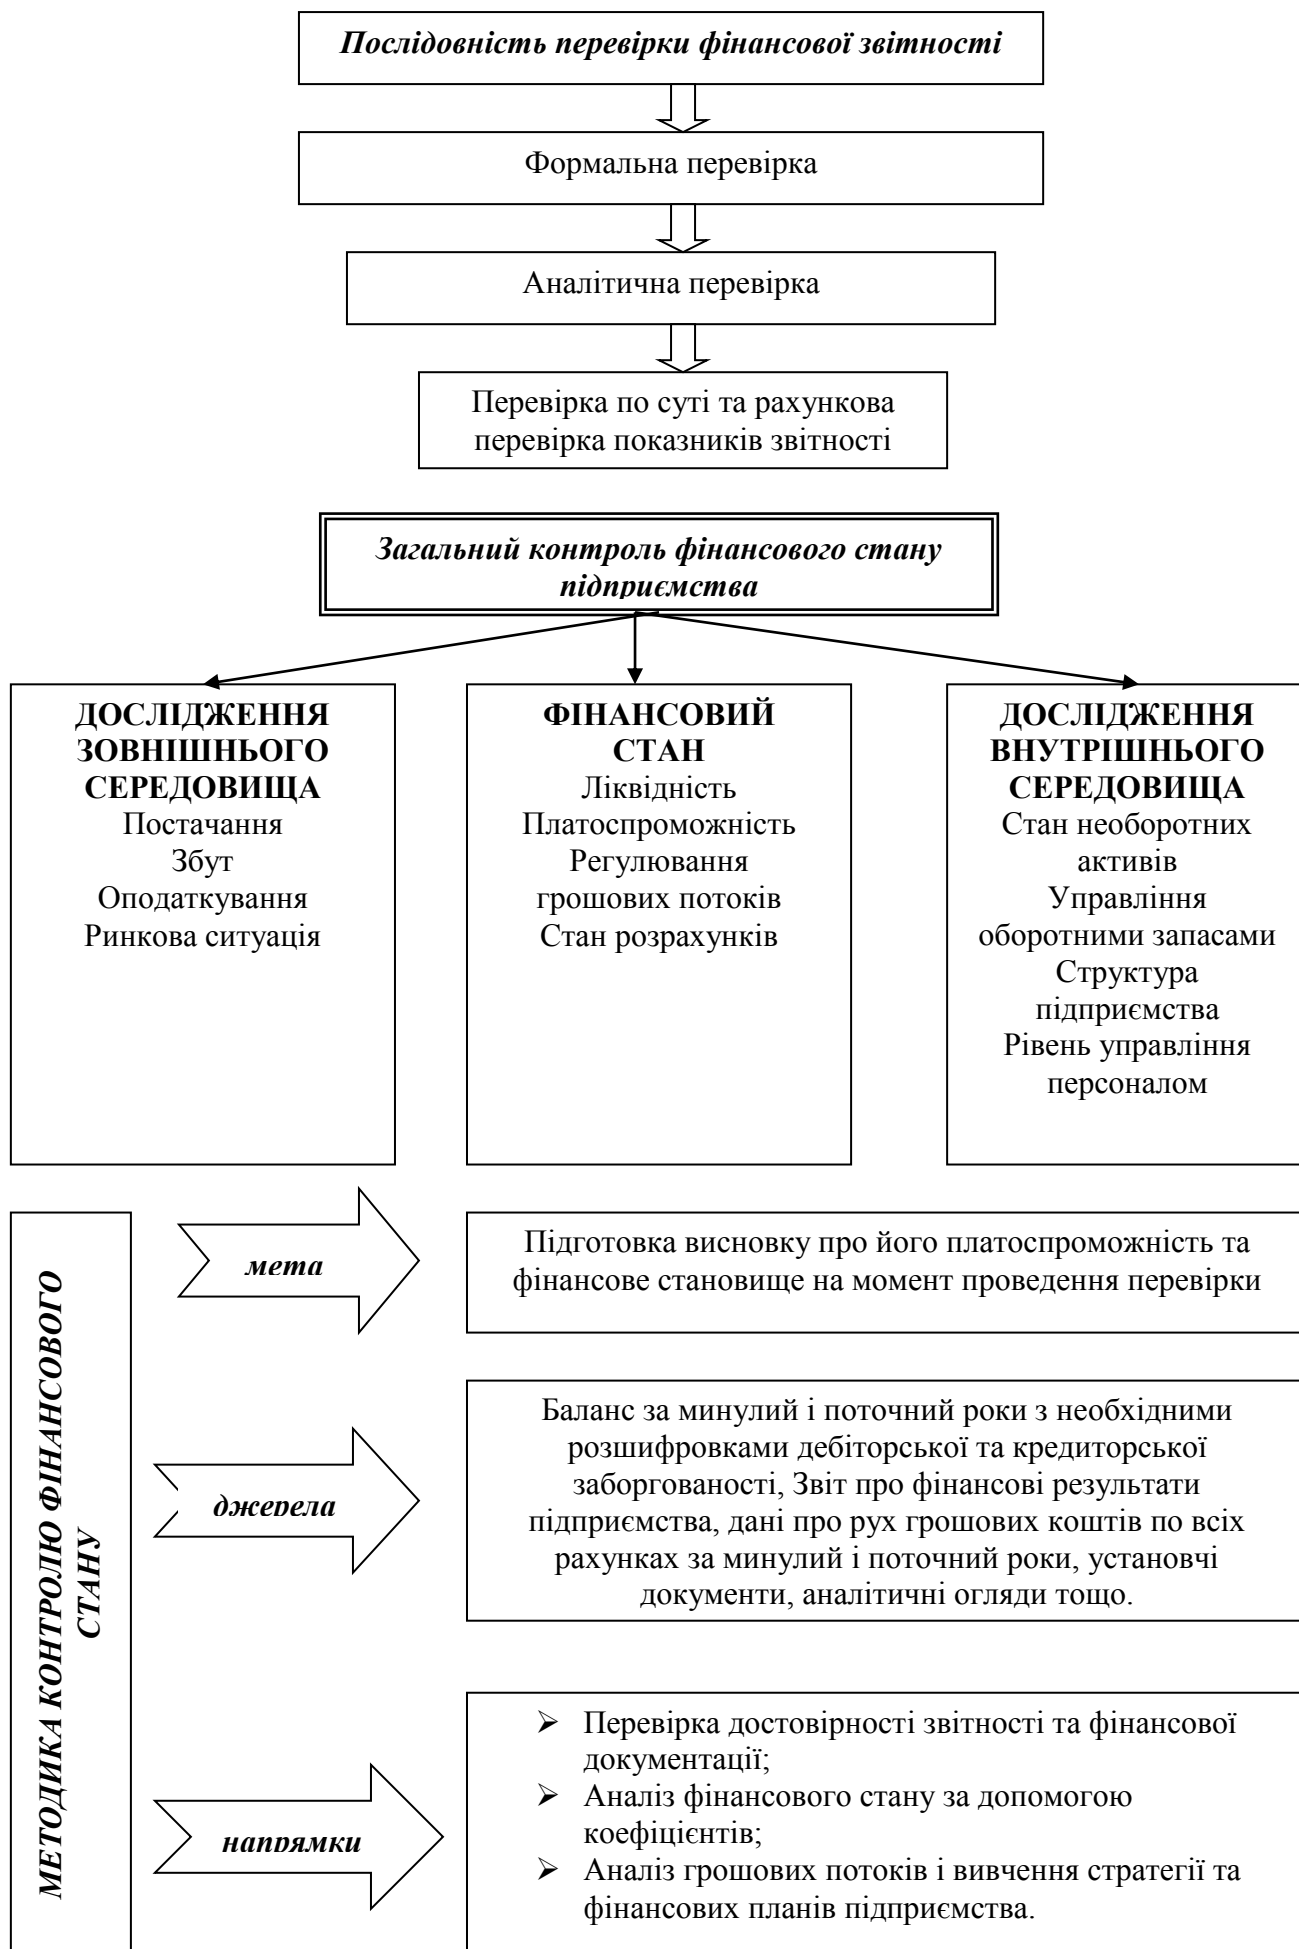 Послідовність перевірки фінансової звітності
Формальна перевірка
Аналітична перевірка
Перевірка по суті та рахункова
перевірка показників звітності
Загальний контроль фінансового стану
підприємства
ДОСЛІДЖЕННЯ
ЗОВНІШНЬОГО
СЕРЕДОВИЩА
Постачання
Збут
Оподаткування
Ринкова ситуація
ФІНАНСОВИЙ
СТАН
Ліквідність
Платоспроможність
Регулювання
грошових потоків
Стан розрахунків
ДОСЛІДЖЕННЯ
ВНУТРІШНЬОГО
СЕРЕДОВИЩА
Стан необоротних
активів
Управління
оборотними запасами
Структура
підприємства
Рівень управління
персоналом
МЕТОДИКА КОНТРОЛЮ ФІНАНСОВОГО
СТАНУ
мета
Підготовка висновку про його платоспроможність та
фінансове становище на момент проведення перевірки
джерела
Баланс за минулий і поточний роки з необхідними
розшифровками дебіторської та кредиторської
заборгованості, Звіт про фінансові результати
підприємства, дані про рух грошових коштів по всіх
рахунках за минулий і поточний роки, установчі
документи, аналітичні огляди тощо.
напрямки
➢ Перевірка достовірності звітності та фінансової
документації;
➢ Аналіз фінансового стану за допомогою
коефіцієнтів;
➢ Аналіз грошових потоків і вивчення стратегії та
фінансових планів підприємства.